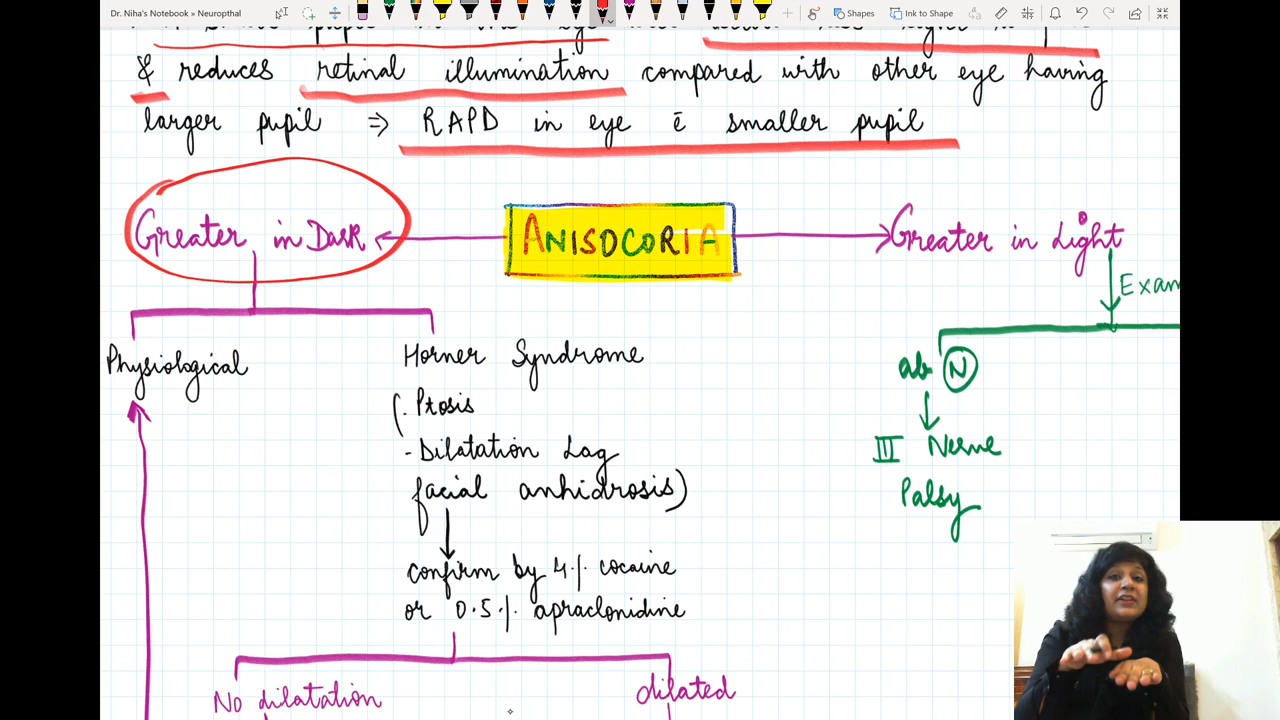 Dr. Niha's Notebook » Neuropthal
Shapes
Ink to Shape
& reduces retinal illumination compared with other eye having
larger pupil ⇒ RAPD in eye c̄ smaller pupil
Greater in Dark
ANISOCORIA
Greater in Light
Exam
Physiological
Horner Syndrome
(. Ptosis
- Dilatation Lag
facial anhidrosis)
confirm by 4% cocaine
or 0.5% apraclonidine
No dilatation
dilated
ab N
III Nerve
Palsy